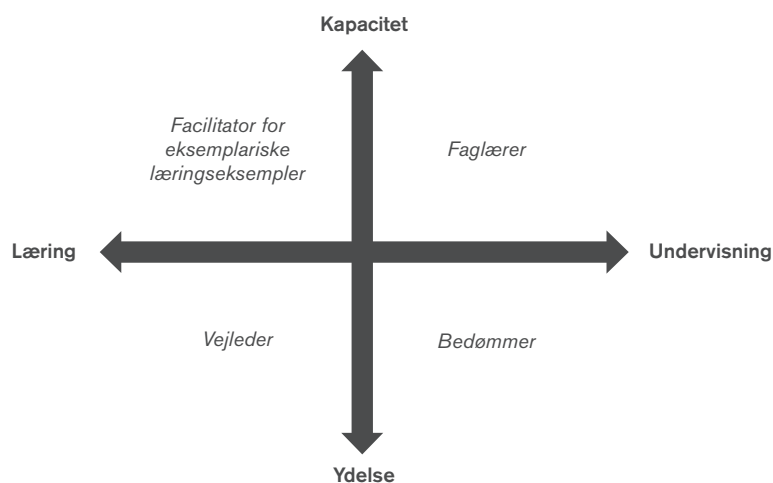 Kapacitet
Facilitator for
eksemplariske
læringseksempler
Faglærer
Læring
Undervisning
Vejleder
Bedømmer
Ydelse